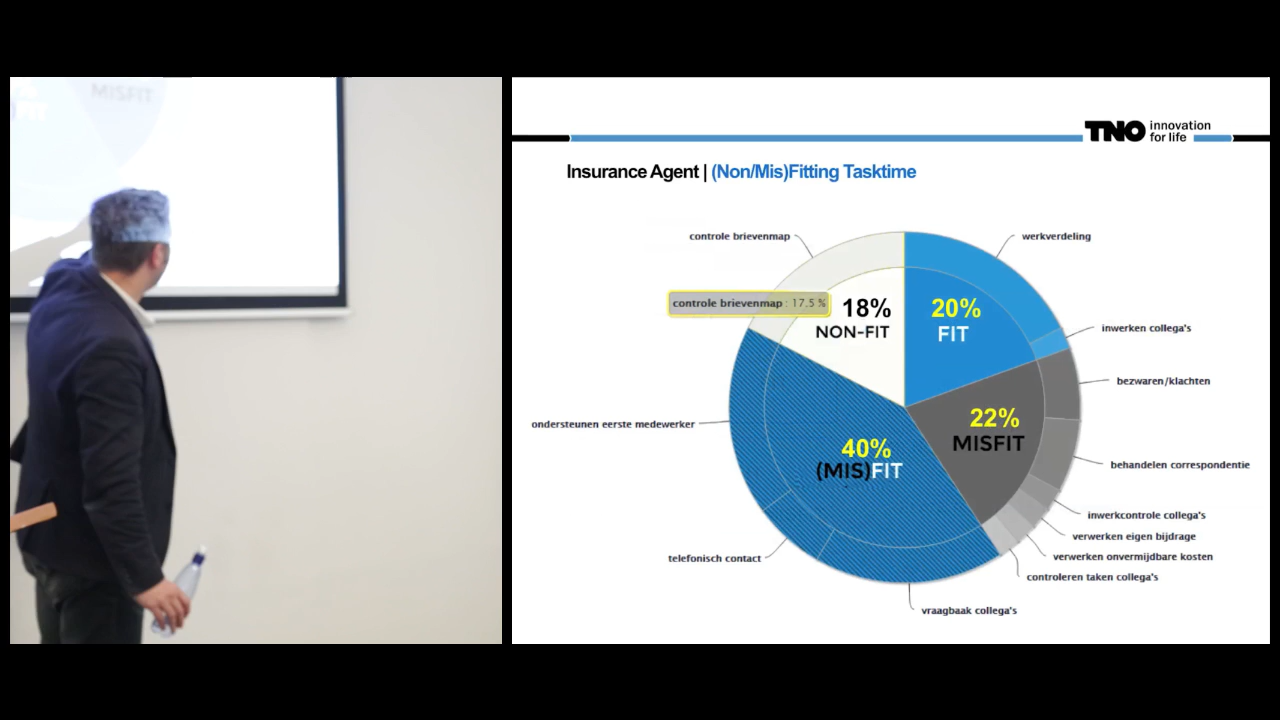 MISFIT
FIT
TNO innovation
for life
Insurance Agent | (Non/Mis)Fitting Tasktime
controle brievenmap
werkverdeling
controle brievenmap : 17.5 %
18%
NON-FIT
20%
FIT
inwerken collega's
bezwaren/klachten
22%
MISFIT
ondersteunen eerste medewerker
40%
(MIS)FIT
behandelen correspondentie
inwerkcontrole collega's
verwerken eigen bijdrage
telefonisch contact
verwerken onvermijdbare kosten
controleren taken collega's
vraagbaak collega's